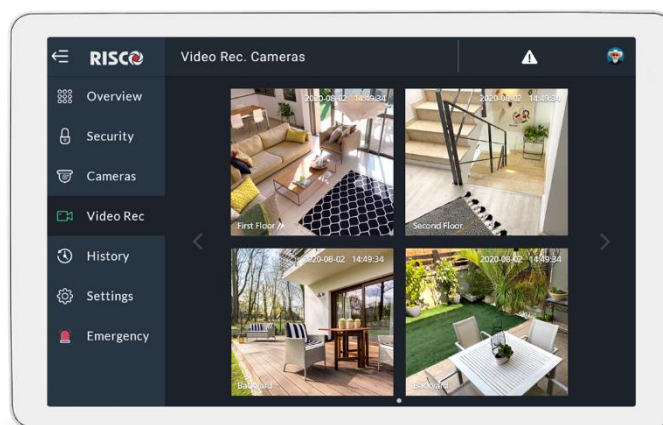 RISCO
Video Rec. Cameras
Overview
Security
Cameras
Video Rec
History
Settings
Emergency
2020-08-02 14:49:34
First Floor
2020-08-02 14:49:34
Second Floor
2020-08-02 14:49:34
Backyard
2020-08-02 14:49:34
Backyard